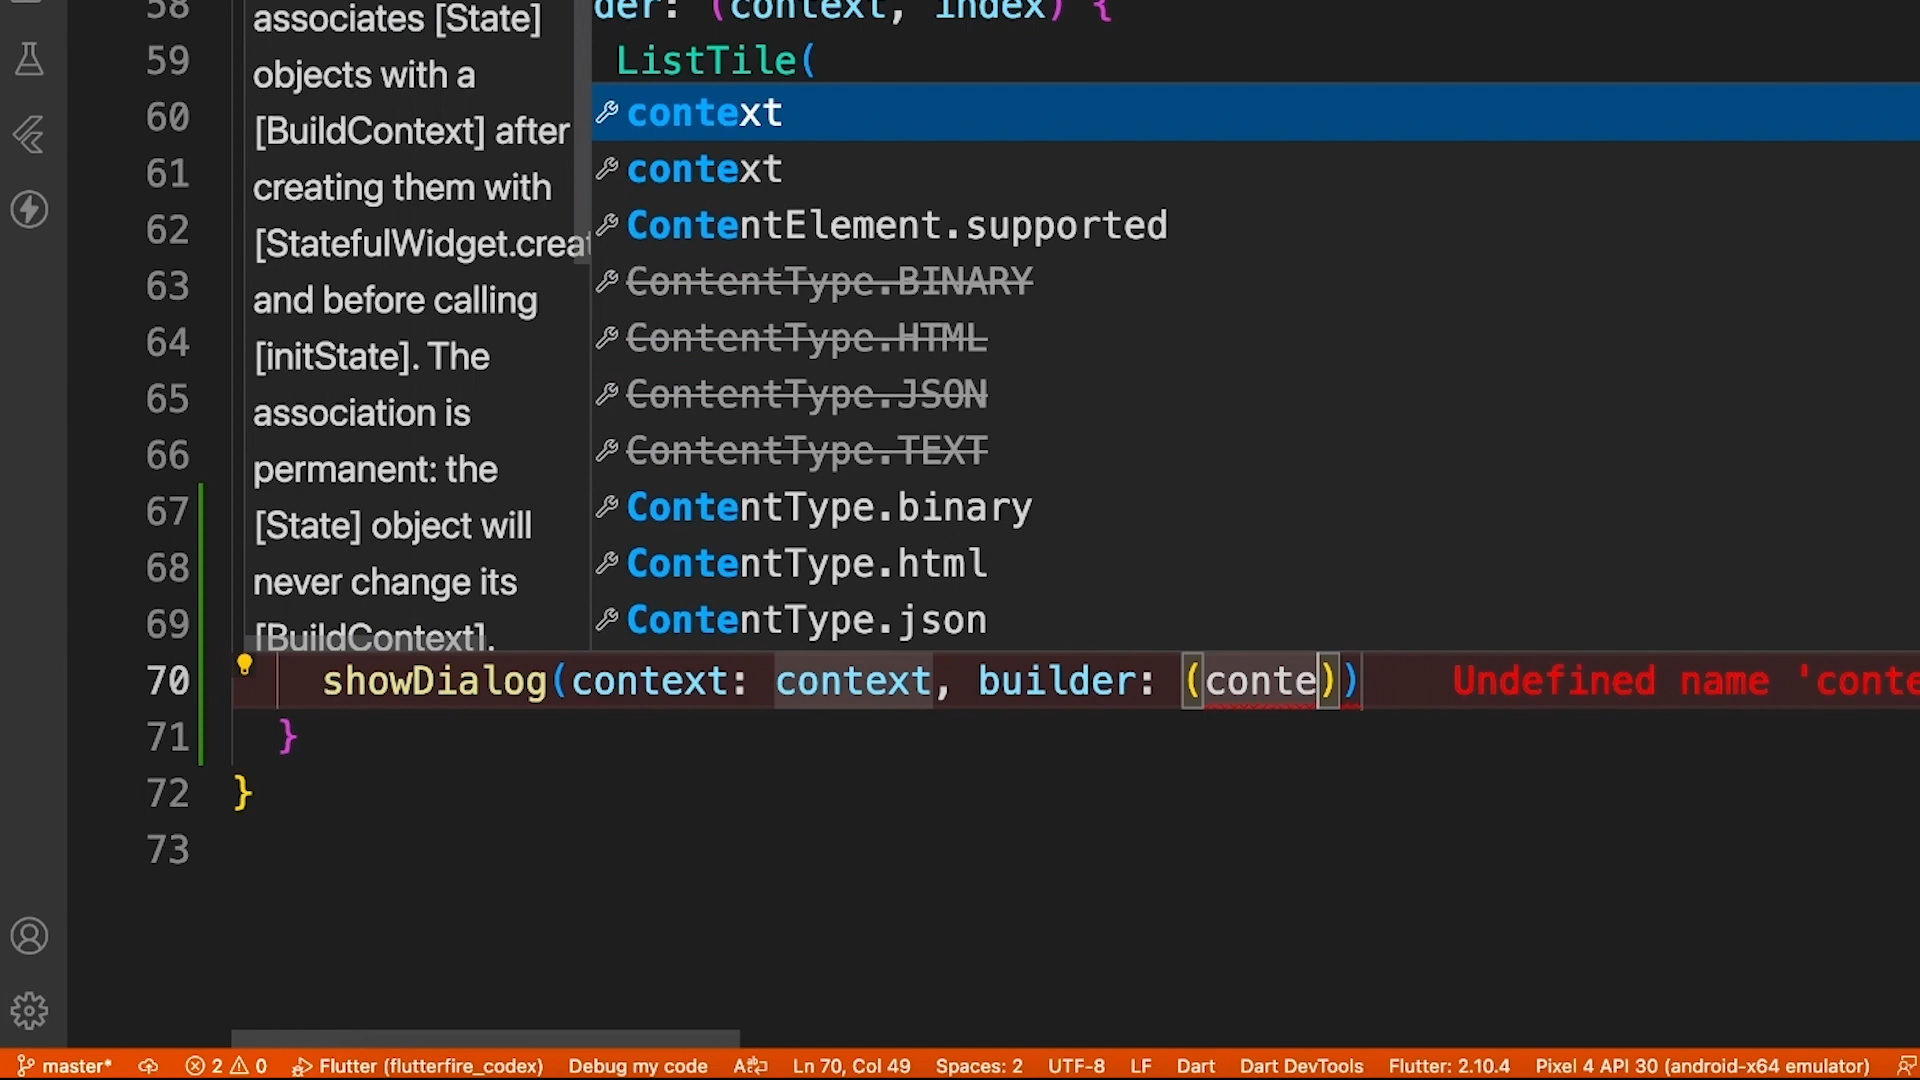 58
associates [State]
der: (context, index) {
59
objects with a
ListTile(
60
[BuildContext] after
context
61
creating them with
context
62
[StatefulWidget.creat
ContentElement.supported
63
and before calling
ContentType.BINARY
64
[initState]. The
ContentType.HTML
65
association is
ContentType.JSON
66
permanent: the
ContentType.TEXT
67
[State] object will
ContentType.binary
68
never change its
ContentType.html
69
[BuildContext].
ContentType.json
70 showDialog(context: context, builder: (conte)) Undefined name 'conte
71 }
72 }
73
master* 2 0 Flutter (flutterfire_codex) Debug my code Ln 70, Col 49 Spaces: 2 UTF-8 LF Dart Dart DevTools Flutter: 2.10.4 Pixel 4 API 30 (android-x64 emulator)